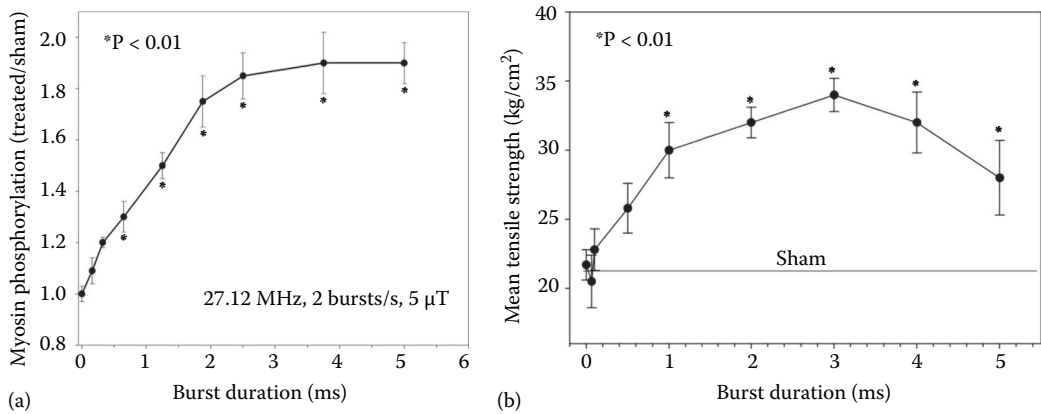 Myosin phosphorylation (treated/sham)
2.0
1.8
1.6
1.4
1.2
1.0
0.8
*P < 0.01
*
*
*
*
*
*
27.12 MHz, 2 bursts/s, 5 μT
0 1 2 3 4 5 6
Burst duration (ms)
(a)
Mean tensile strength (kg/cm²)
40
35
30
25
20
*P < 0.01
*
*
*
*
*
Sham
0 1 2 3 4 5
Burst duration (ms)
(b)